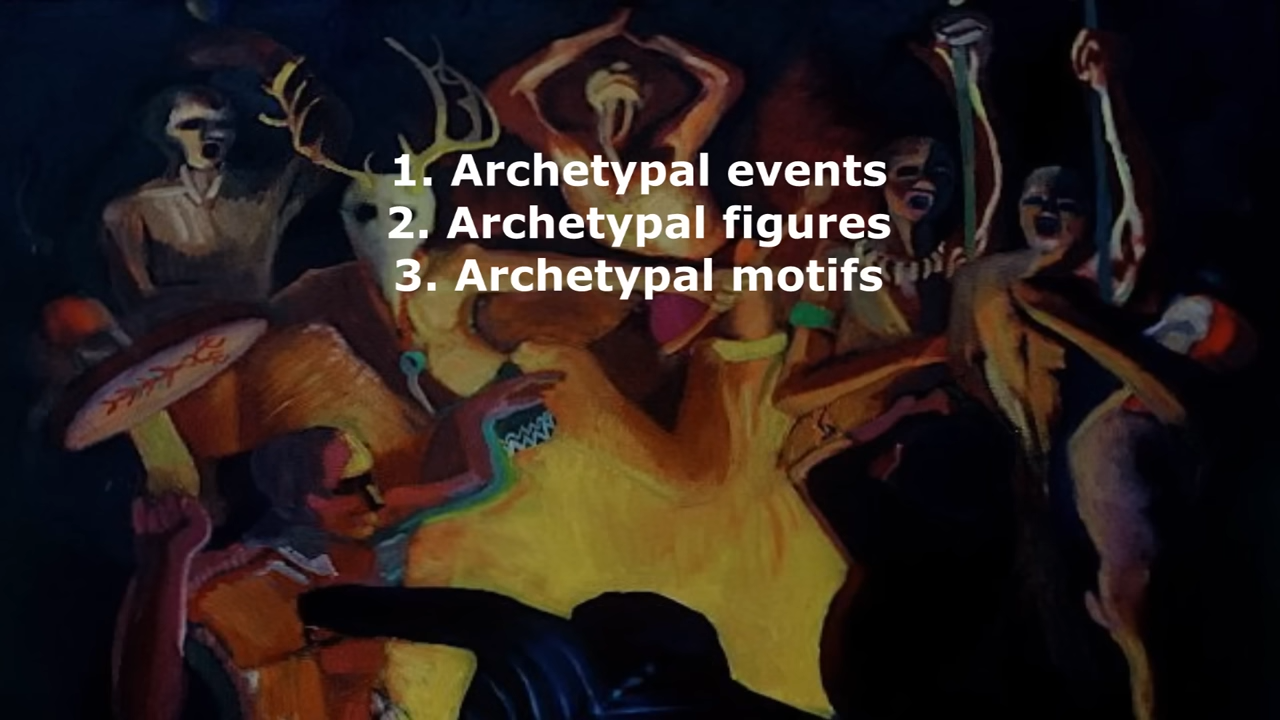 1. Archetypal events
2. Archetypal figures
3. Archetypal motifs